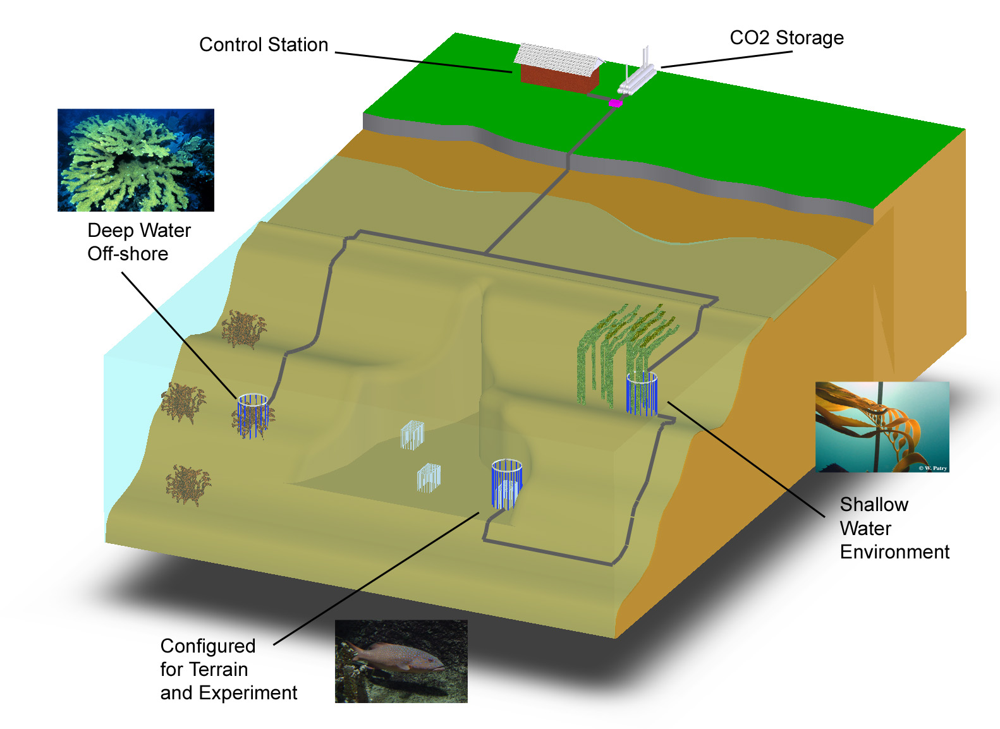 Control Station
CO2 Storage
Deep Water
Off-shore
© W. Patry
Shallow
Water
Environment
Configured
for Terrain
and Experiment